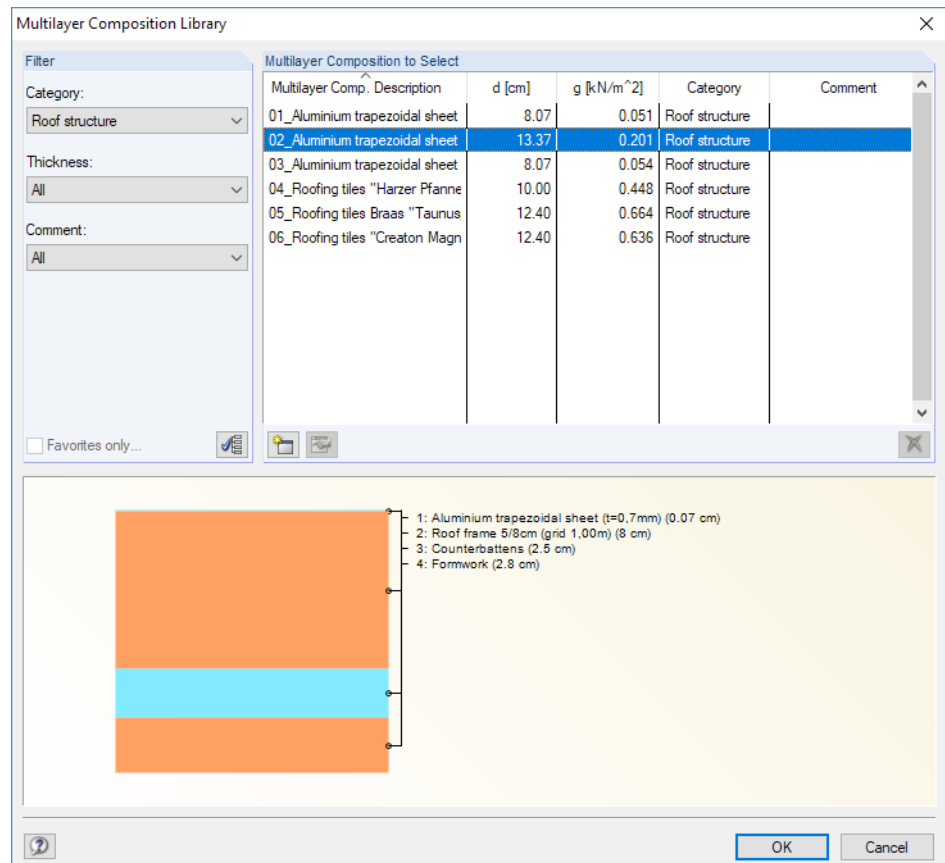 Multilayer Composition Library
Filter
Category:
Roof structure
Thickness:
All
Comment:
All
Favorites only...
Multilayer Composition to Select
Multilayer Comp. Description d [cm] g [kN/m^2] Category Comment
01_Aluminium trapezoidal sheet 8.07 0.051 Roof structure
02_Aluminium trapezoidal sheet 13.37 0.201 Roof structure
03_Aluminium trapezoidal sheet 8.07 0.054 Roof structure
04_Roofing tiles "Harzer Pfanne 10.00 0.448 Roof structure
05_Roofing tiles Braas "Taunus 12.40 0.664 Roof structure
06_Roofing tiles "Creaton Magn 12.40 0.636 Roof structure
1: Aluminium trapezoidal sheet (t=0,7mm) (0.07 cm)
2: Roof frame 5/8cm (grid 1,00m) (8 cm)
3: Counterbattens (2.5 cm)
4: Formwork (2.8 cm)
OK Cancel